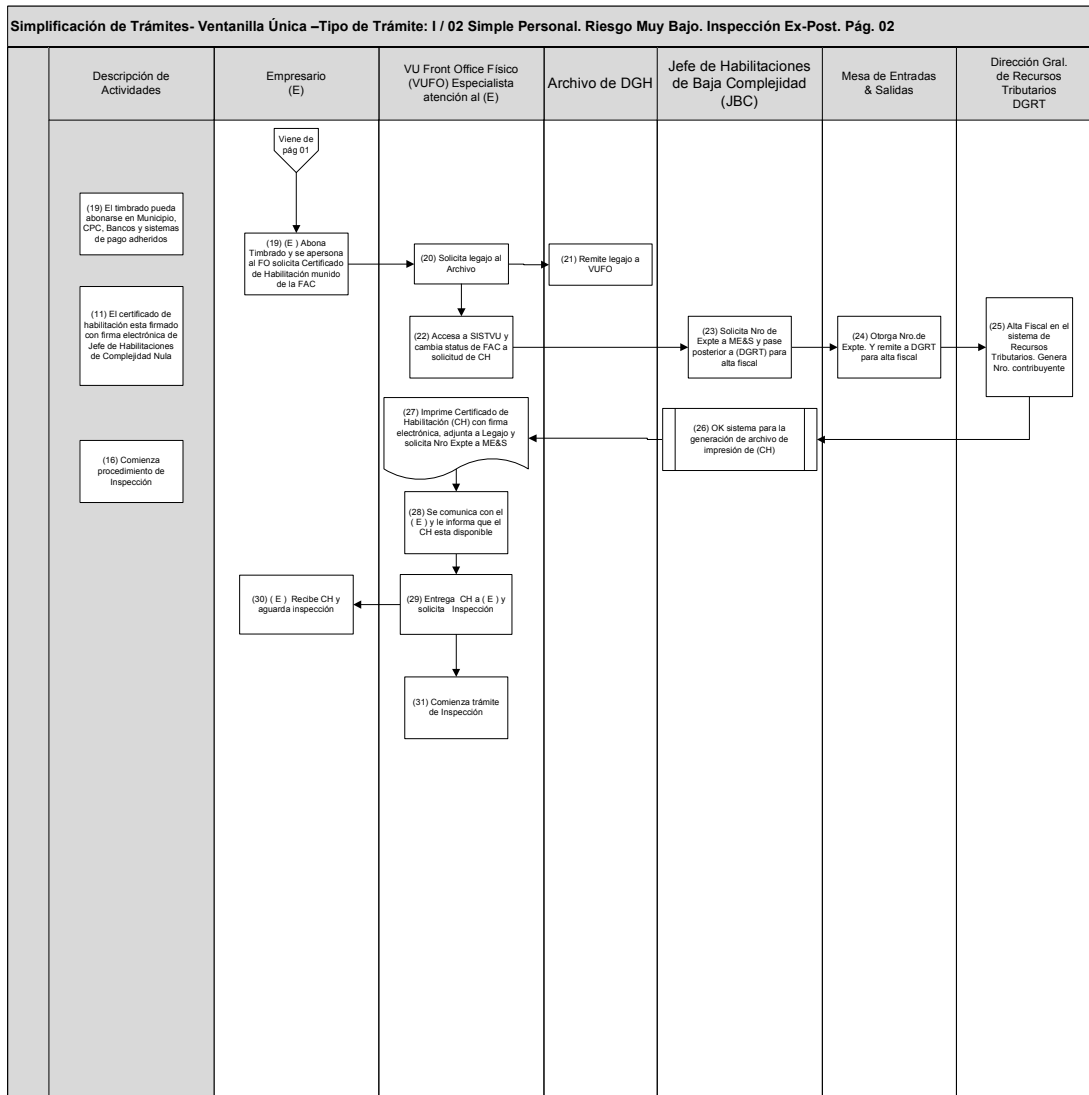 Simplificación de Trámites- Ventanilla Única –Tipo de Trámite: I / 02 Simple Personal. Riesgo Muy Bajo. Inspección Ex-Post. Pág. 02
Descripción de
Actividades
Empresario
(E)
VU Front Office Físico
(VUFO) Especialista
atención al (E)
Archivo de DGH
Jefe de Habilitaciones
de Baja Complejidad
(JBC)
Mesa de Entradas
& Salidas
Dirección Gral.
de Recursos
Tributarios
DGRT
Viene de
pág 01
(19) El timbrado pueda
abonarse en Municipio,
CPC, Bancos y sistemas
de pago adheridos
(19) (E ) Abona
Timbrado y se apersona
al FO solicita Certificado
de Habilitación munido
de la FAC
(20) Solicita legajo al
Archivo
(21) Remite legajo a
VUFO
(11) El certificado de
habilitación esta firmado
con firma electrónica de
Jefe de Habilitaciones
de Complejidad Nula
(22) Accesa a SISTVU y
cambia status de FAC a
solicitud de CH
(23) Solicita Nro de
Expte a ME&S y pase
posterior a (DGRT) para
alta fiscal
(24) Otorga Nro.de
Expte. Y remite a DGRT
para alta fiscal
(25) Alta Fiscal en el
sistema de
Recursos
Tributarios. Genera
Nro. contribuyente
(27) Imprime Certificado de
Habilitación (CH) con firma
electrónica, adjunta a Legajo y
solicita Nro Expte a ME&S
(26) OK sistema para la
generación de archivo de
impresión de (CH)
(16) Comienza
procedimiento de
Inspección
(28) Se comunica con el
( E ) y le informa que el
CH esta disponible
(30) ( E ) Recibe CH y
aguarda inspección
(29) Entrega CH a ( E ) y
solicita Inspección
(31) Comienza trámite
de Inspección